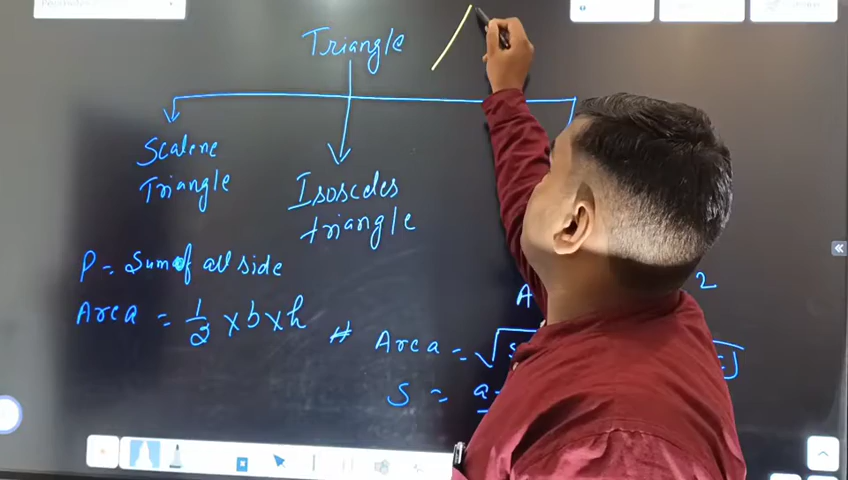 Triangle
Scalene
Triangle
Isosceles
triangle
P = Sum of all side
Area = 1/2 x b x h
# Area = √
S = a
A
2